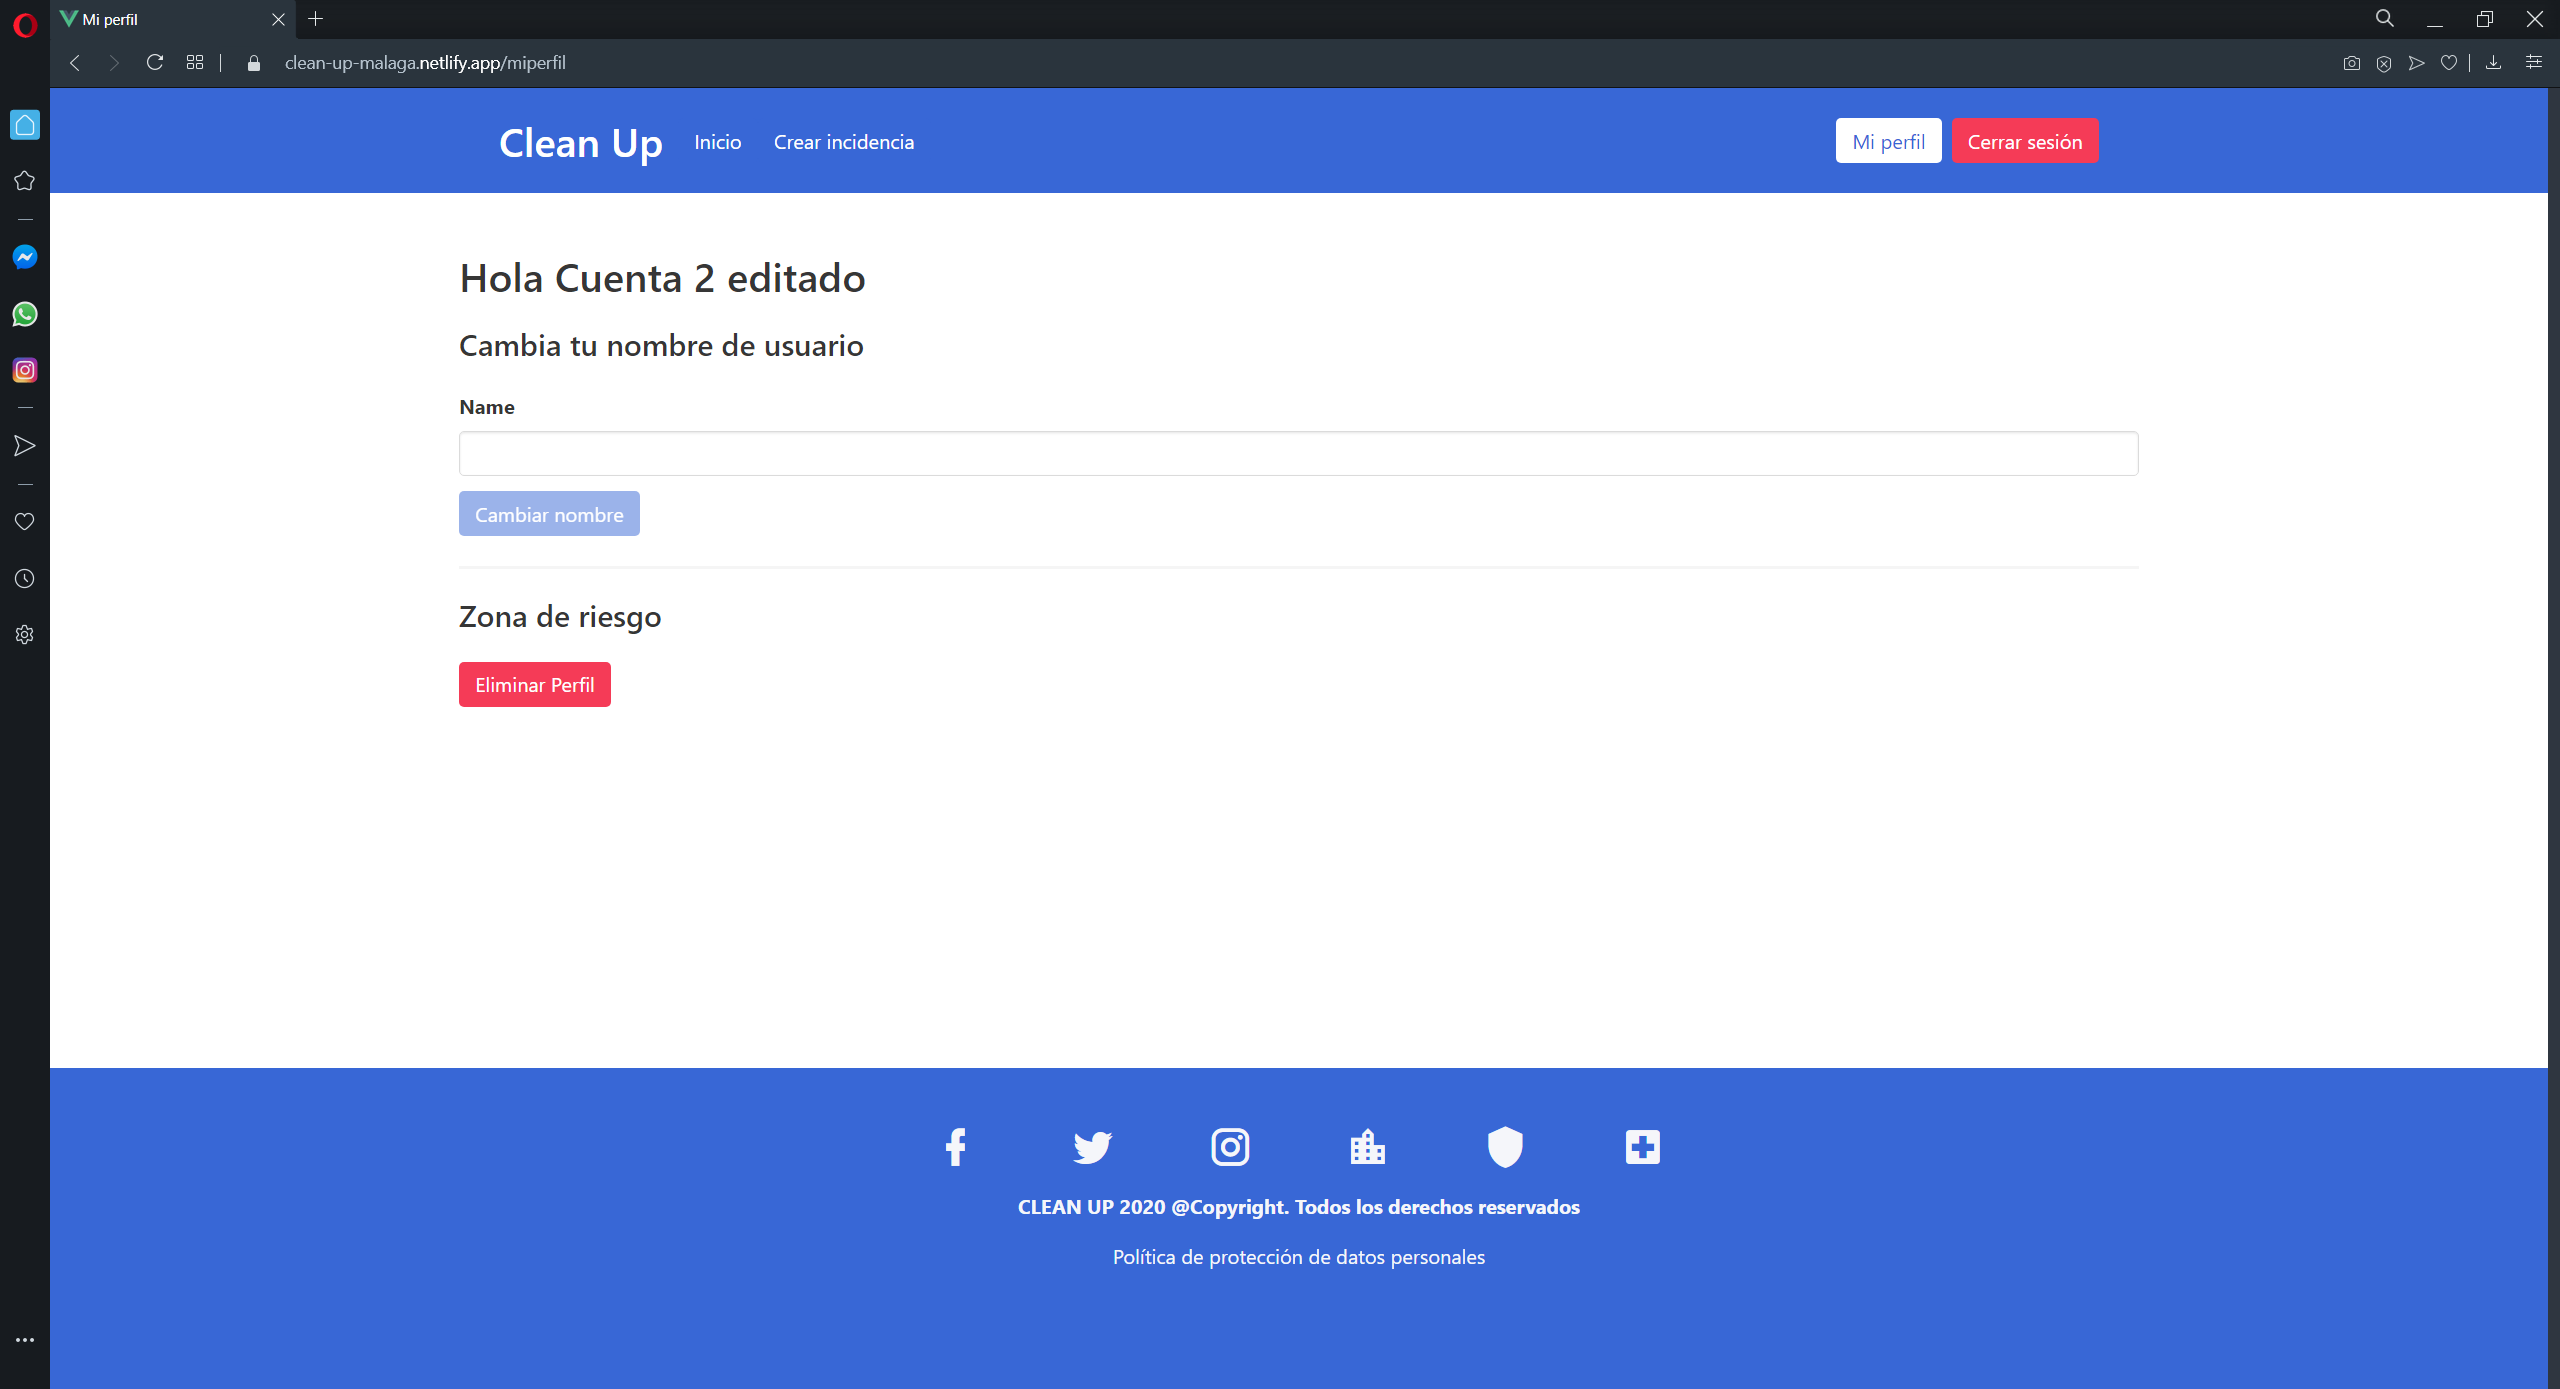 Mi perfil
clean-up-malaga.netlify.app/miperfil
Clean Up Inicio Crear incidencia Mi perfil Cerrar sesión
Hola Cuenta 2 editado
Cambia tu nombre de usuario
Name
Cambiar nombre
Zona de riesgo
Eliminar Perfil
CLEAN UP 2020 @Copyright. Todos los derechos reservados
Política de protección de datos personales